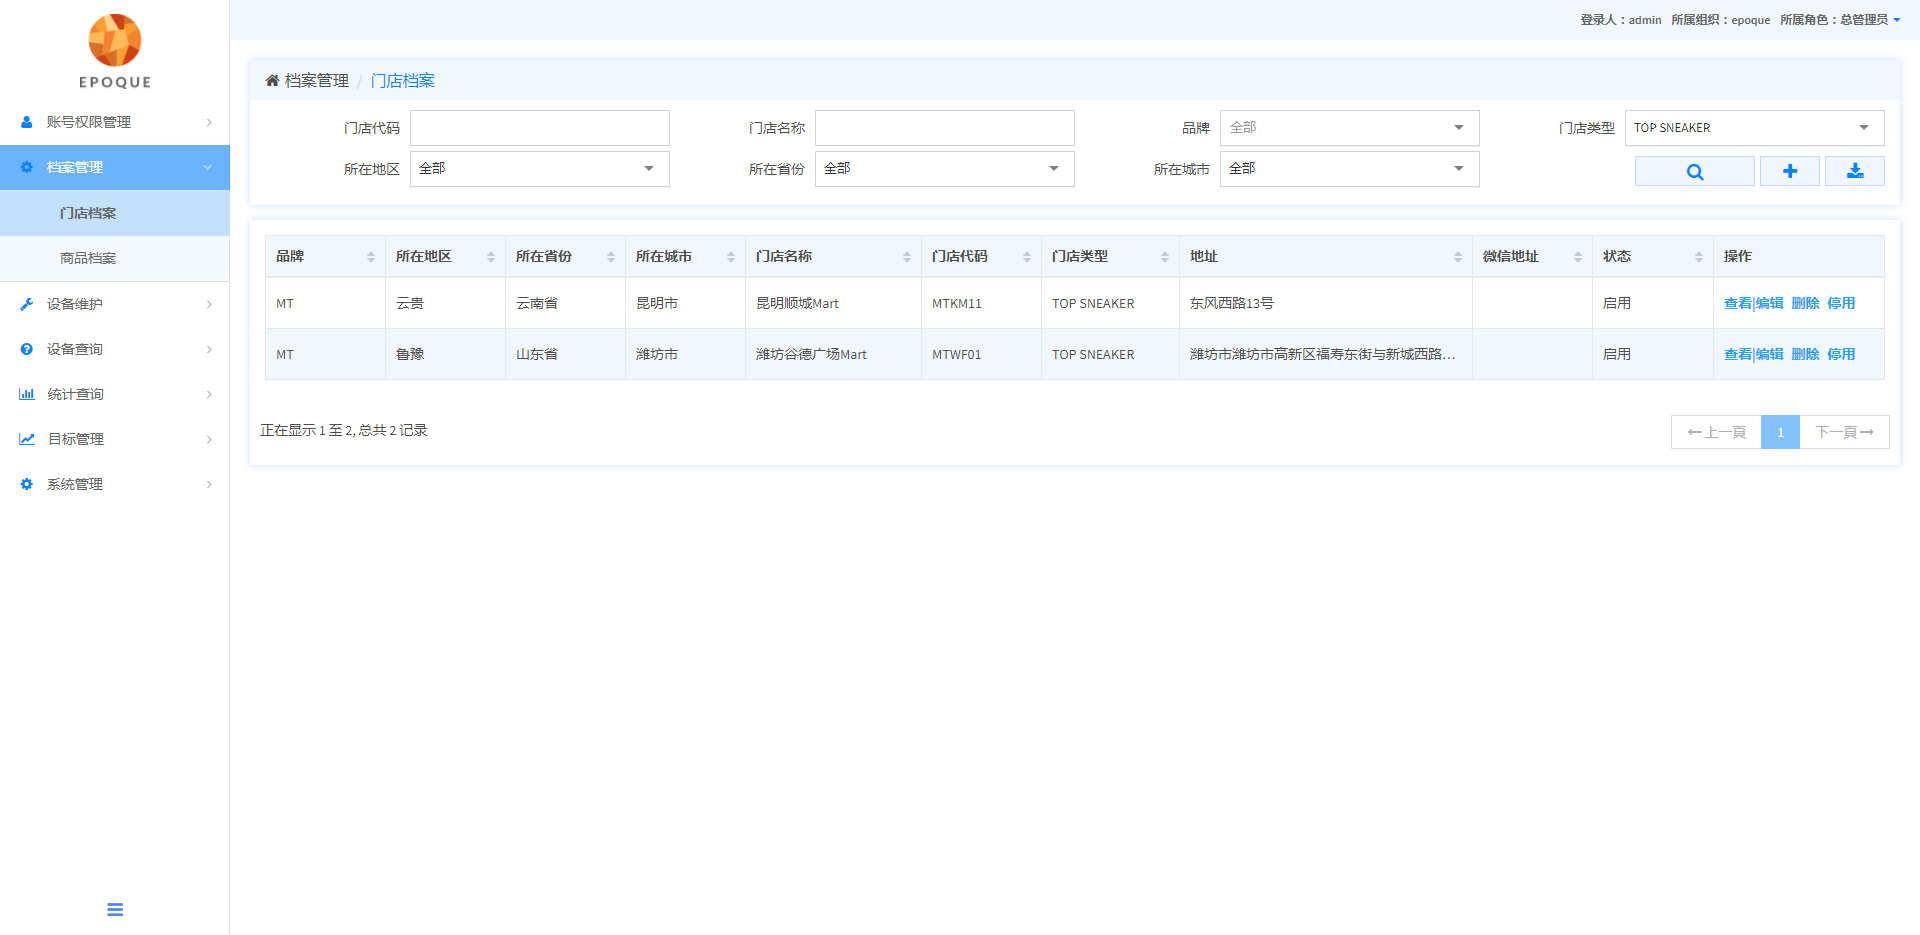 EPOQUE
登录人：admin 所属组织：epoque 所属角色：总管理员
账号权限管理
档案管理
门店档案
商品档案
设备维护
设备查询
统计查询
目标管理
系统管理
档案管理 / 门店档案
门店代码 门店名称 品牌 全部 门店类型 TOP SNEAKER
所在地区 全部 所在省份 全部 所在城市 全部
品牌 所在地区 所在省份 所在城市 门店名称 门店代码 门店类型 地址 微信地址 状态 操作
MT 云贵 云南省 昆明市 昆明顺城Mart MTKM11 TOP SNEAKER 东风西路13号 启用 查看|编辑 删除 停用
MT 鲁豫 山东省 潍坊市 潍坊谷德广场Mart MTWF01 TOP SNEAKER 潍坊市潍坊市高新区福寿东街与新城西路... 启用 查看|编辑 删除 停用
正在显示 1 至 2, 总共 2 记录
←上一頁 1 下一頁→